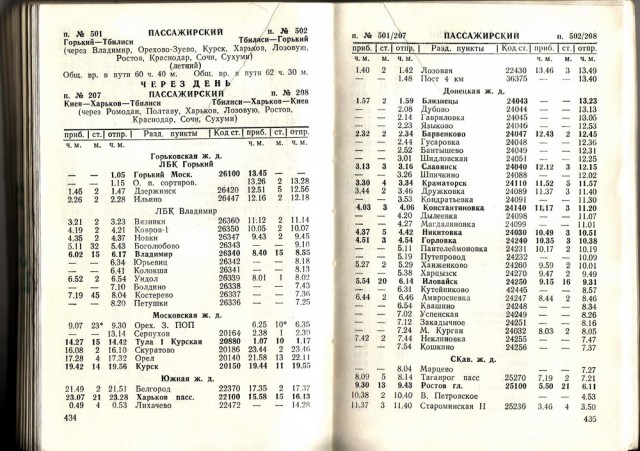 п. № 501 ПАССАЖИРСКИЙ п. № 502
Горький—Тбилиси Тбилиси—Горький
(через Владимир, Орехово-Зуево, Курск, Харьков, Лозовую,
Ростов, Краснодар, Сочи, Сухуми)
(летний)
Общ. вр. в пути 60 ч. 40 м. Общ. вр. в пути 62 ч. 30 м.
ЧЕРЕЗ ДЕНЬ
п. № 207 ПАССАЖИРСКИЙ п. № 208
Киев—Харьков—Тбилиси Тбилиси—Харьков—Киев
(через Ромодан, Полтаву, Харьков, Лозовую, Ростов,
Краснодар, Сочи, Сухуми)
приб. ст. отпр. Разд. пункты Код ст. приб. ст. отпр.
ч. м. м. ч. м. ч. м. м. ч. м.
Горьковская ж. д.
ЛБК Горький
— — 1.05 Горький Моск. 26100 13.45 — —
— — 1.15 О. п. сортиров. 13.26 2 13.28
1.45 2 1.47 Дзержинск 26420 12.51 5 12.56
2.26 2 2.28 Ильино 26447 12.16 2 12.18
ЛБК Владимир
3.21 2 3.23 Вязники 26360 11.12 2 11.14
4.19 2 4.21 Ковров-1 26350 10.05 2 10.07
4.35 2 4.37 Новки 26347 9.43 2 9.45
5.11 32 5.43 Боголюбово 26343 — — 9.10
6.02 15 6.17 Владимир 26340 8.40 15 8.55
— — 6.34 Юрьевец 26342 — — 8.18
— — 6.41 Колокша 26341 — — 8.13
6.52 2 6.54 Ундол 26339 8.01 1 8.02
— — 7.10 Болдино 26338 — — 7.43
7.19 45 8.04 Костерево 26337 — — 7.36
— — 8.20 Петушки 26336 — — 7.25
Московская ж. д.
9.07 23* 9.30 Орех. З. ПОП 6.25 10* 6.35
— — 13.14 Серпухов 20164 2.38 1 2.39
14.27 15 14.42 Тула I Курская 20880 1.07 10 1.17
16.08 2 16.10 Скуратово 20186 23.44 2 23.46
17.28 4 17.32 Орел 20140 21.58 13 22.11
19.42 14 19.56 Курск 20150 19.44 11 19.55
Южная ж. д.
21.49 2 21.51 Белгород 22370 17.35 2 17.37
23.07 21 23.28 Харьков пасс. 22100 15.58 15 16.13
0.49 4 0.53 Лихачево 22472 — — 14.28
434
п. № 501/207 ПАССАЖИРСКИЙ п. 502/208
приб. ст. отпр. Разд. пункты Код ст. приб. ст. отпр.
ч. м. м. ч. м. ч. м. м. ч. м.
1.40 2 1.42 Лозовая 22430 13.46 3 13.49
— — 1.48 Пост 4 км 36375 — — 13.40
Донецкая ж. д.
1.57 2 1.59 Близнецы 24043 — — 13.23
— — 2.08 Дубово 24044 — — 13.13
— — 2.14 Гавриловка 24045 — — 13.06
— — 2.23 Языково 24046 — — 12.53
2.32 2 2.34 Барвенково 24047 12.43 2 12.45
— — 2.44 Гусаровка 24048 — — 12.36
— — 2.52 Бантышево 24049 — — 12.31
— — 3.01 Шидловская 24051 — — 12.25
3.13 3 3.16 Славянск 24040 12.12 3 12.15
— — 3.26 Шпичкино 24088 — — 12.02
3.30 4 3.34 Краматорск 24110 11.52 5 11.57
3.44 2 3.46 Дружковка 24089 11.37 3 11.40
— — 3.53 Кондратьевка 24091 — — 11.30
4.03 3 4.06 Константиновка 24140 11.17 3 11.20
— — 4.20 Дылеевка 24098 — — 11.07
— — 4.27 Магдалиновка 24099 — — 11.01
4.37 5 4.42 Никитовка 24030 10.49 3 10.51
4.51 3 4.54 Горловка 24240 10.35 3 10.38
— — 5.11 Пантелеймоновка 24231 10.17 2 10.19
— — 5.19 Путепровод 24232 — — 10.09
5.27 2 5.29 Ханженково 24260 9.59 2 10.01
— — 5.38 Харцызск 24270 9.47 2 9.49
5.54 20 6.14 Иловайск 24250 9.15 16 9.31
— — 6.31 Кутейниково 42445 — — 8.57
6.44 2 6.46 Амвросиевка 24247 8.44 2 8.46
— — 6.54 Квашино 24248 — — 8.34
— — 7.02 Успенская 24249 — — 8.26
— — 7.12 Закадычное 24251 — — 8.16
— — 7.24 М. Курган 24032 8.03 2 8.05
7.42 2 7.44 Неклиновка 24255 — — 7.47
— — 7.54 Кошкино 24256 — — 7.37
СКав. ж. д.
— — 8.04 Марцево — — 7.27
8.09 5 8.14 Таганрог пасс 50270 7.19 2 7.21
9.30 13 9.43 Ростов гл. 25100 5.50 21 6.11
10.38 2 10.40 В. Петровское — — 4.53
11.37 3 11.40 Староминская II 25236 3.46 4 3.50
435